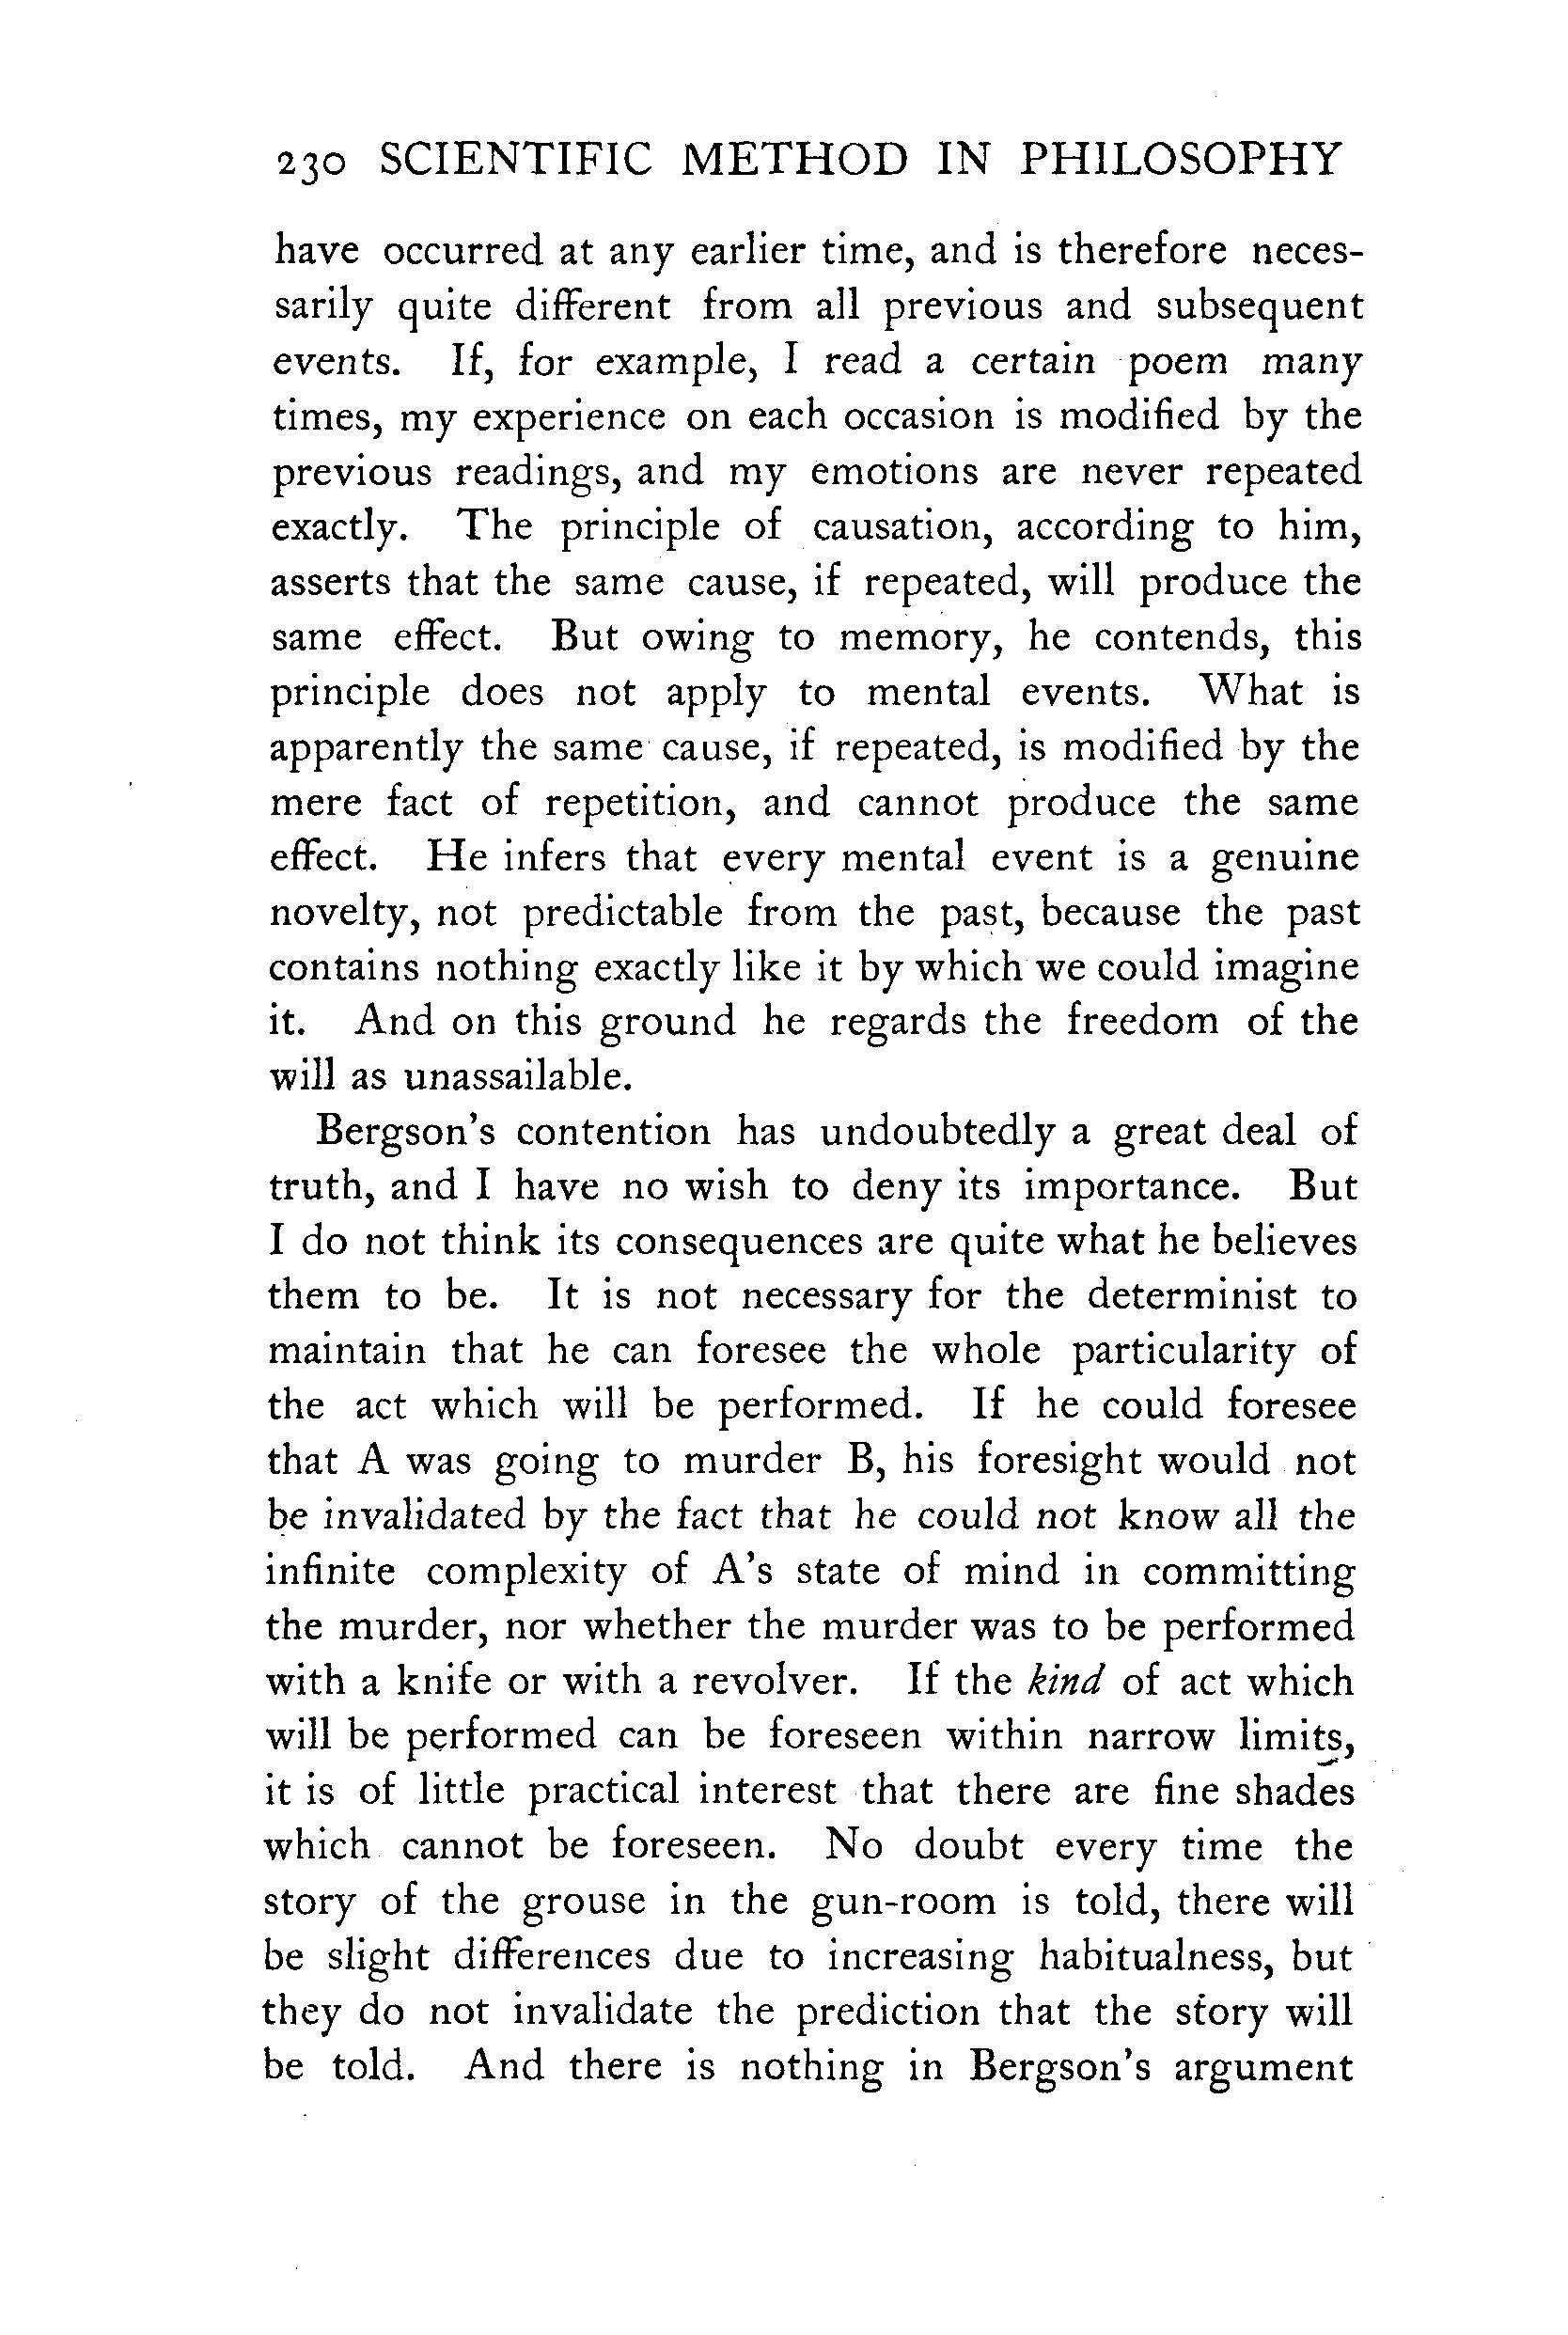 230 SCIENTIFIC METHOD IN PHILOSOPHY
have occurred at any earlier time, and is therefore neces-
sarily quite different from all previous and subsequent
events. If, for example, I read a certain poem many
times, my experience on each occasion is modified by the
previous readings, and my emotions are never repeated
exactly. The principle of causation, according to him,
asserts that the same cause, if repeated, will produce the
same effect. But owing to memory, he contends, this
principle does not apply to mental events. What is
apparently the same cause, if repeated, is modified by the
mere fact of repetition, and cannot produce the same
effect. He infers that every mental event is a genuine
novelty, not predictable from the past, because the past
contains nothing exactly like it by which we could imagine
it. And on this ground he regards the freedom of the
will as unassailable.
Bergson's contention has undoubtedly a great deal of
truth, and I have no wish to deny its importance. But
I do not think its consequences are quite what he believes
them to be. It is not necessary for the determinist to
maintain that he can foresee the whole particularity of
the act which will be performed. If he could foresee
that A was going to murder B, his foresight would not
be invalidated by the fact that he could not know all the
infinite complexity of A's state of mind in committing
the murder, nor whether the murder was to be performed
with a knife or with a revolver. If the kind of act which
will be performed can be foreseen within narrow limits,
it is of little practical interest that there are fine shades
which cannot be foreseen. No doubt every time the
story of the grouse in the gun-room is told, there will
be slight differences due to increasing habitualness, but
they do not invalidate the prediction that the story will
be told. And there is nothing in Bergson's argument